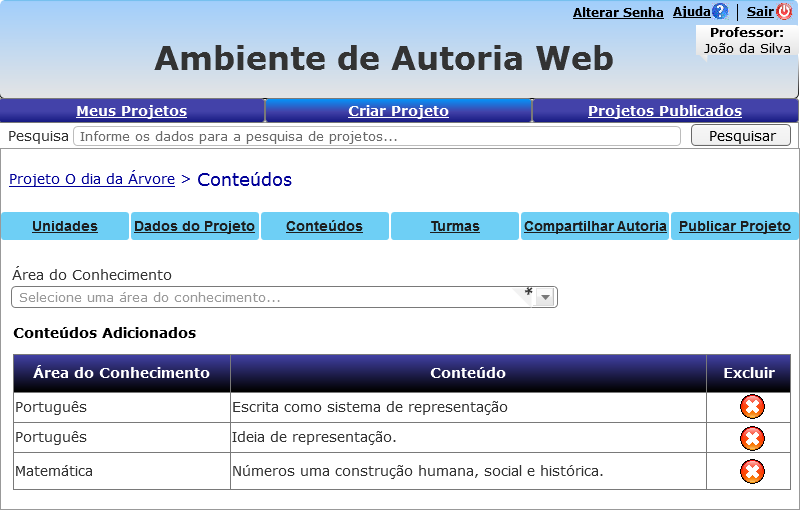 Alterar Senha Ajuda Sair
Professor:
João da Silva
Ambiente de Autoria Web
Meus Projetos Criar Projeto Projetos Publicados
Pesquisa Informe os dados para a pesquisa de projetos... Pesquisar
Projeto O dia da Árvore > Conteúdos
Unidades Dados do Projeto Conteúdos Turmas Compartilhar Autoria Publicar Projeto
Área do Conhecimento
Selecione uma área do conhecimento... *
Conteúdos Adicionados
Área do Conhecimento Conteúdo Excluir
Português Escrita como sistema de representação
Português Ideia de representação.
Matemática Números uma construção humana, social e histórica.